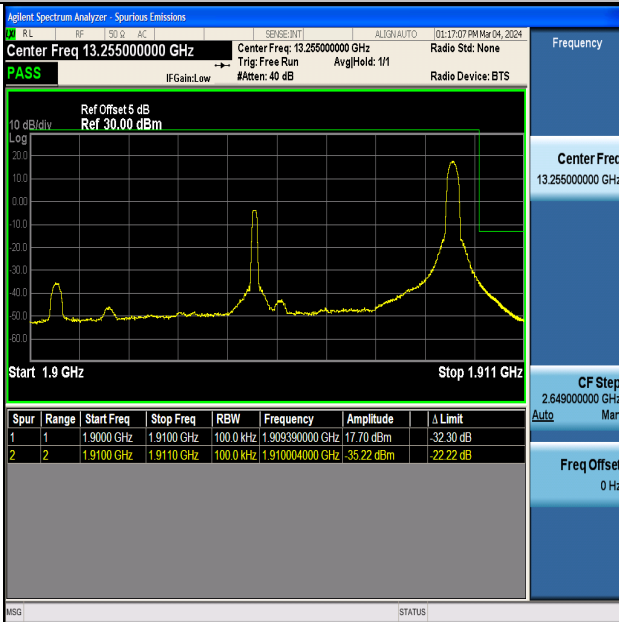 Agilent Spectrum Analyzer - Spurious Emissions
RL RF 50 Ω AC SENSE:INT ALIGN AUTO 01:17:07 PM Mar 04, 2024
Center Freq 13.255000000 GHz
Center Freq: 13.255000000 GHz Radio Std: None
Trig: Free Run Avg|Hold: 1/1
PASS IFGain:Low #Atten: 40 dB Radio Device: BTS
Ref Offset 5 dB
10 dB/div Ref 30.00 dBm
Log
20.0
10.0
0.00
-10.0
-20.0
-30.0
-40.0
-50.0
-60.0
Start 1.9 GHz Stop 1.911 GHz
Spur Range Start Freq Stop Freq RBW Frequency Amplitude Δ Limit
1 1 1.9000 GHz 1.9100 GHz 100.0 kHz 1.909390000 GHz 17.70 dBm -32.30 dB
2 2 1.9100 GHz 1.9110 GHz 100.0 kHz 1.910004000 GHz -35.22 dBm -22.22 dB
Frequency
Center Freq
13.255000000 GHz
CF Step
2.649000000 GHz
Auto Man
Freq Offset
0 Hz
MSG STATUS